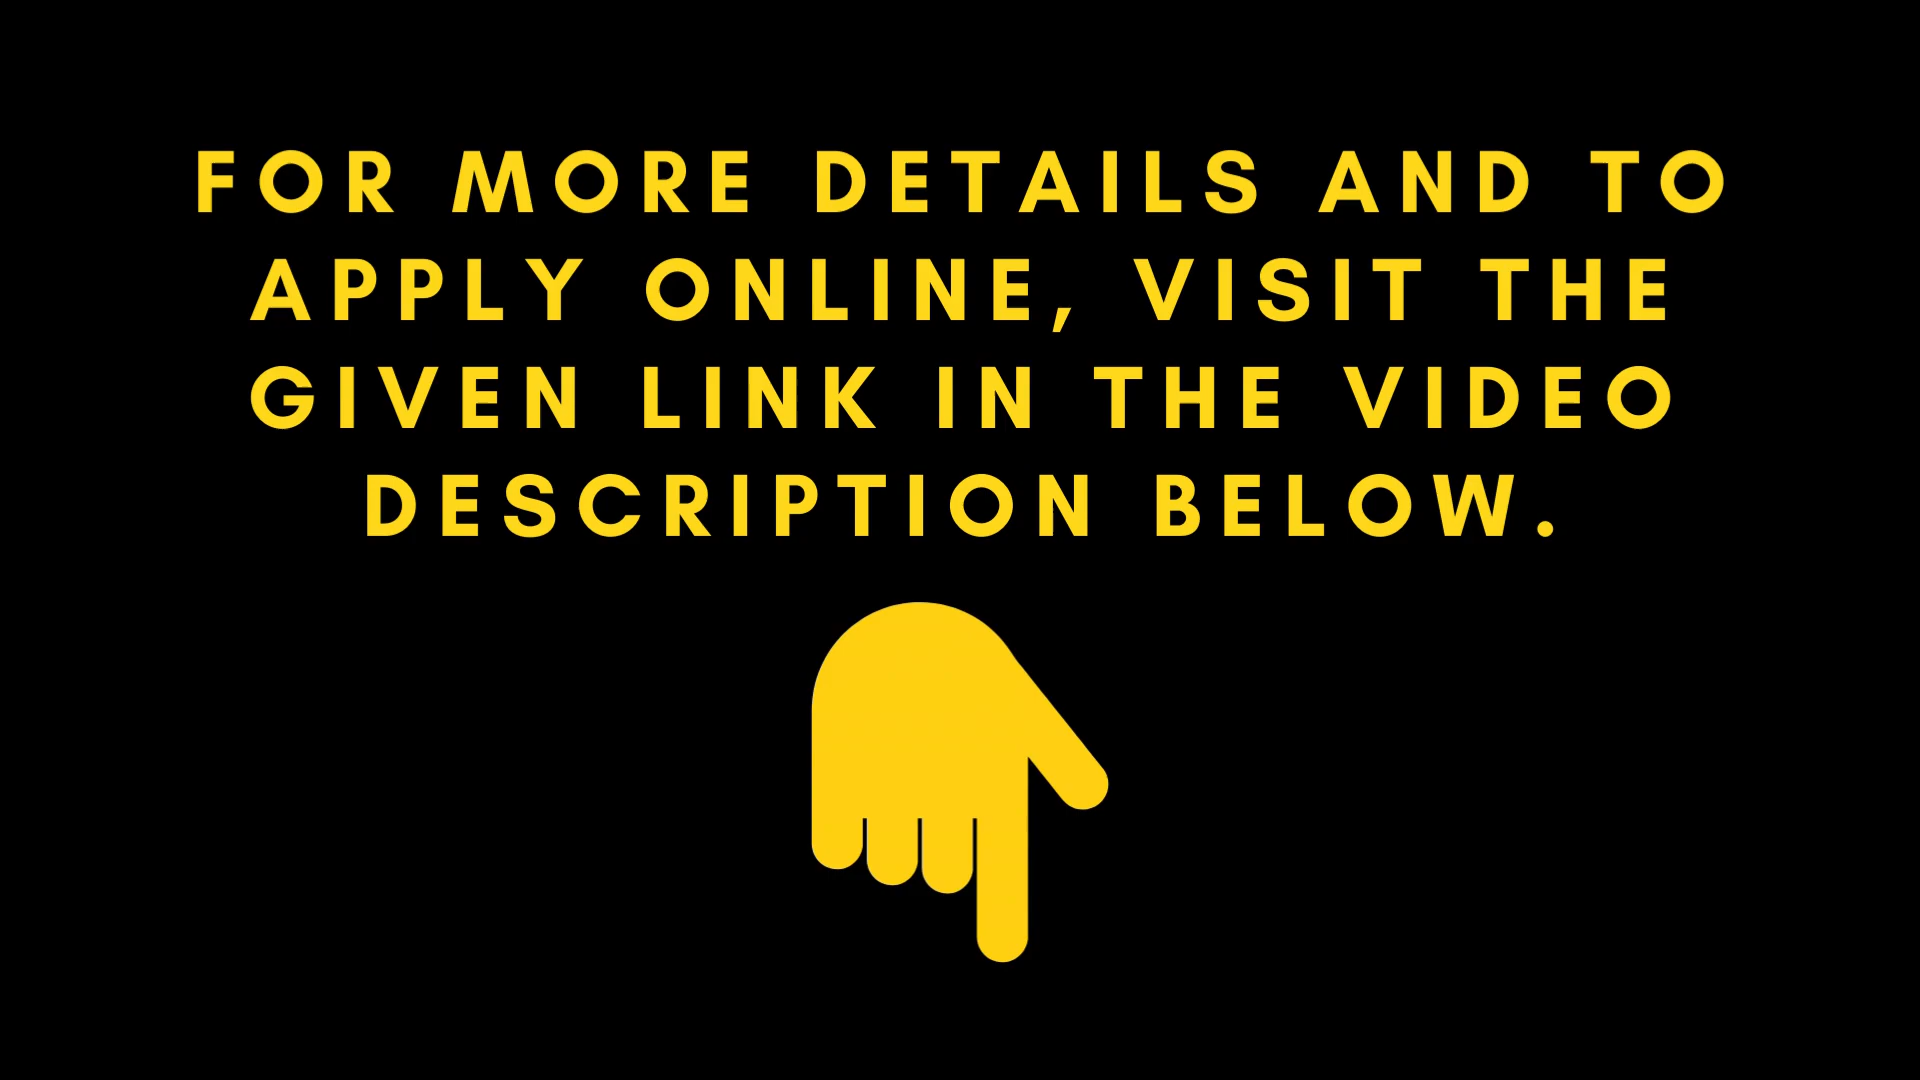 FOR MORE DETAILS AND TO
APPLY ONLINE, VISIT THE
GIVEN LINK IN THE VIDEO
DESCRIPTION BELOW.